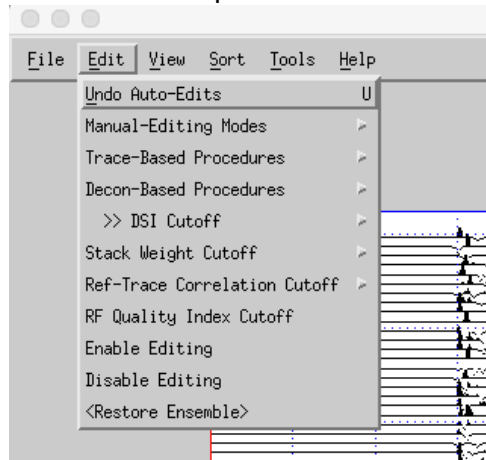 File Edit View Sort Tools Help
Undo Auto-Edits U
Manual-Editing Modes
Trace-Based Procedures
Decon-Based Procedures
>> DSI Cutoff
Stack Weight Cutoff
Ref-Trace Correlation Cutoff
RF Quality Index Cutoff
Enable Editing
Disable Editing
<Restore Ensemble>